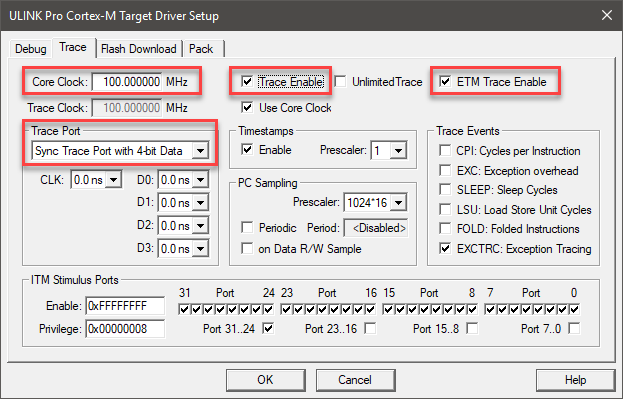 ULINK Pro Cortex-M Target Driver Setup
Debug Trace Flash Download Pack
Core Clock: 100.000000 MHz Trace Enable UnlimitedTrace ETM Trace Enable
Trace Clock: 100.000000 MHz Use Core Clock
Trace Port Timestamps Trace Events
Sync Trace Port with 4-bit Data Enable Prescaler: 1 CPI: Cycles per Instruction
EXC: Exception overhead
CLK: 0.0 ns D0: 0.0 ns PC Sampling SLEEP: Sleep Cycles
D1: 0.0 ns Prescaler: 1024*16 LSU: Load Store Unit Cycles
D2: 0.0 ns Periodic Period: <Disabled> FOLD: Folded Instructions
D3: 0.0 ns on Data R/W Sample EXCTRC: Exception Tracing
ITM Stimulus Ports
31 Port 24 23 Port 16 15 Port 8 7 Port 0
Enable: 0xFFFFFFFF
Privilege: 0x00000008 Port 31..24 Port 23..16 Port 15..8 Port 7..0
OK Cancel Help